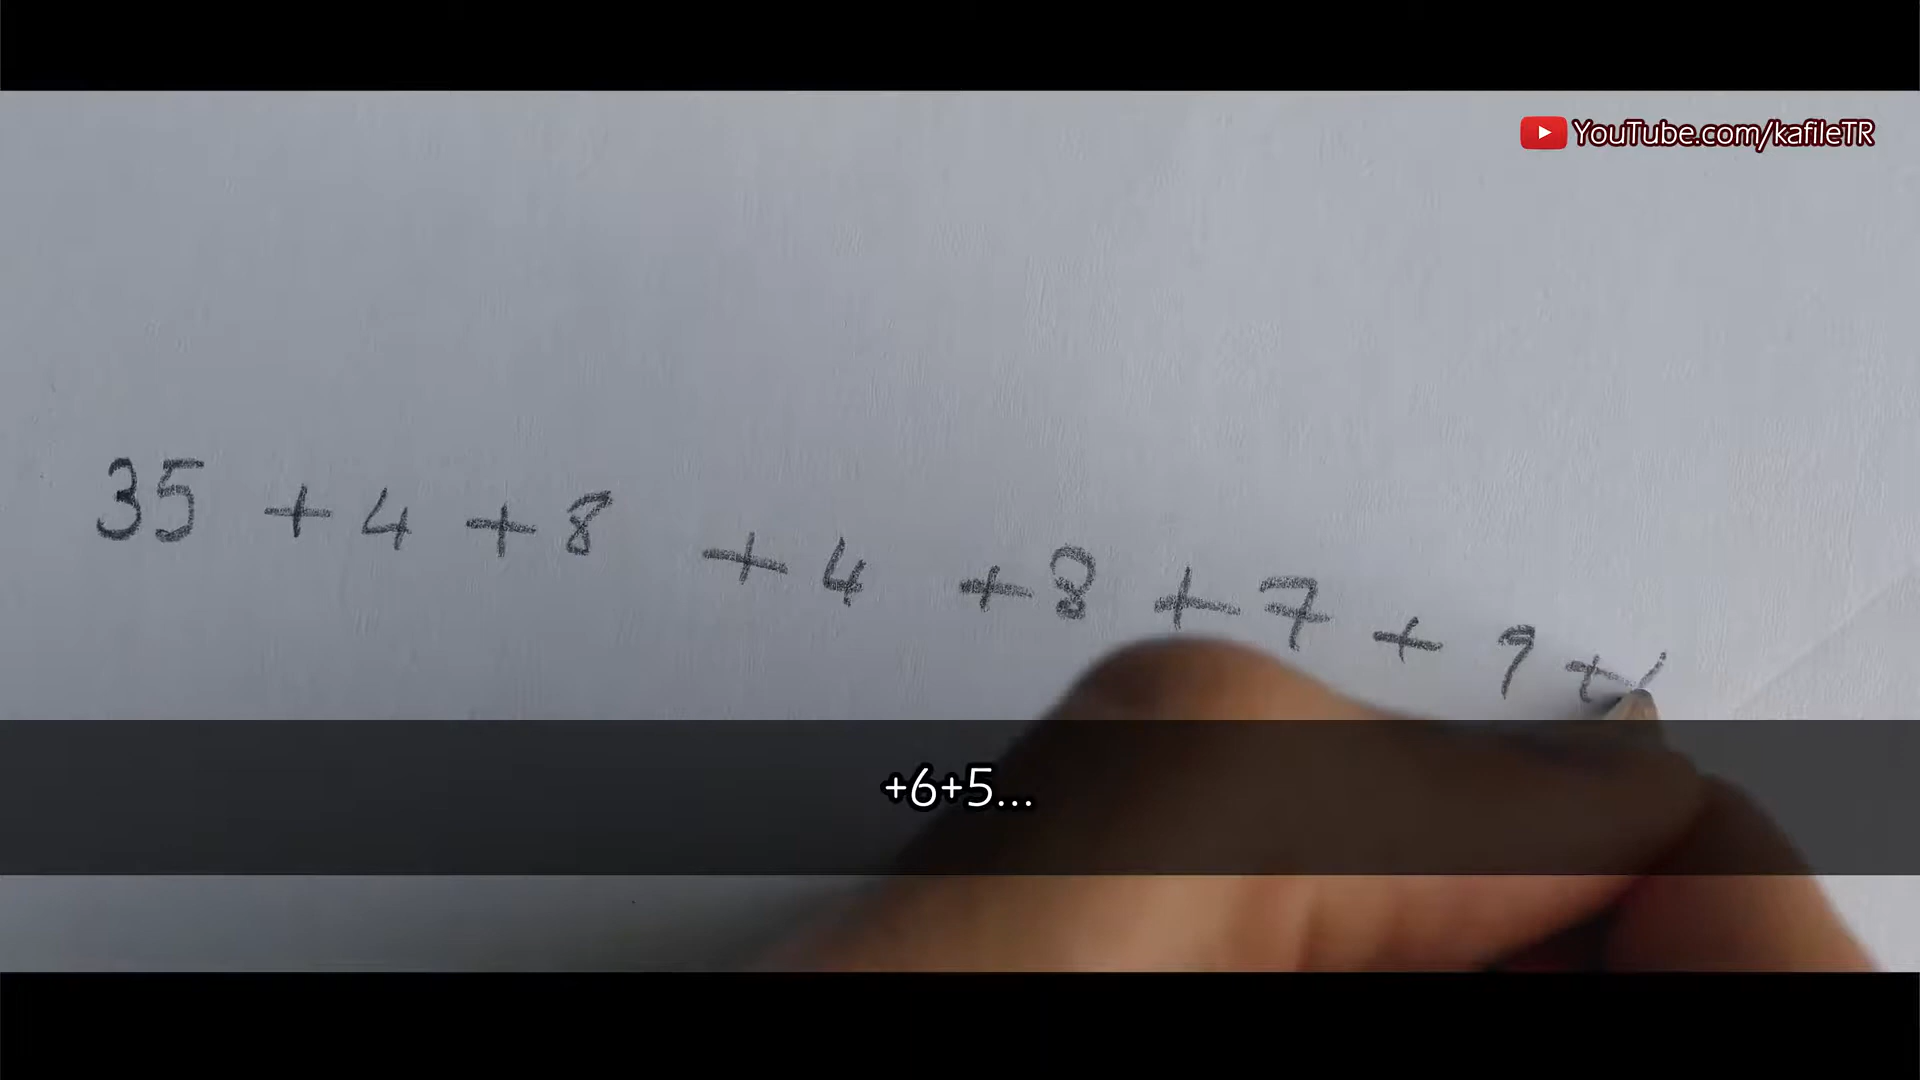 YouTube.com/kafileTR
35 + 4 + 8 + 4 + 8 + 7 + 9 +
+6+5...